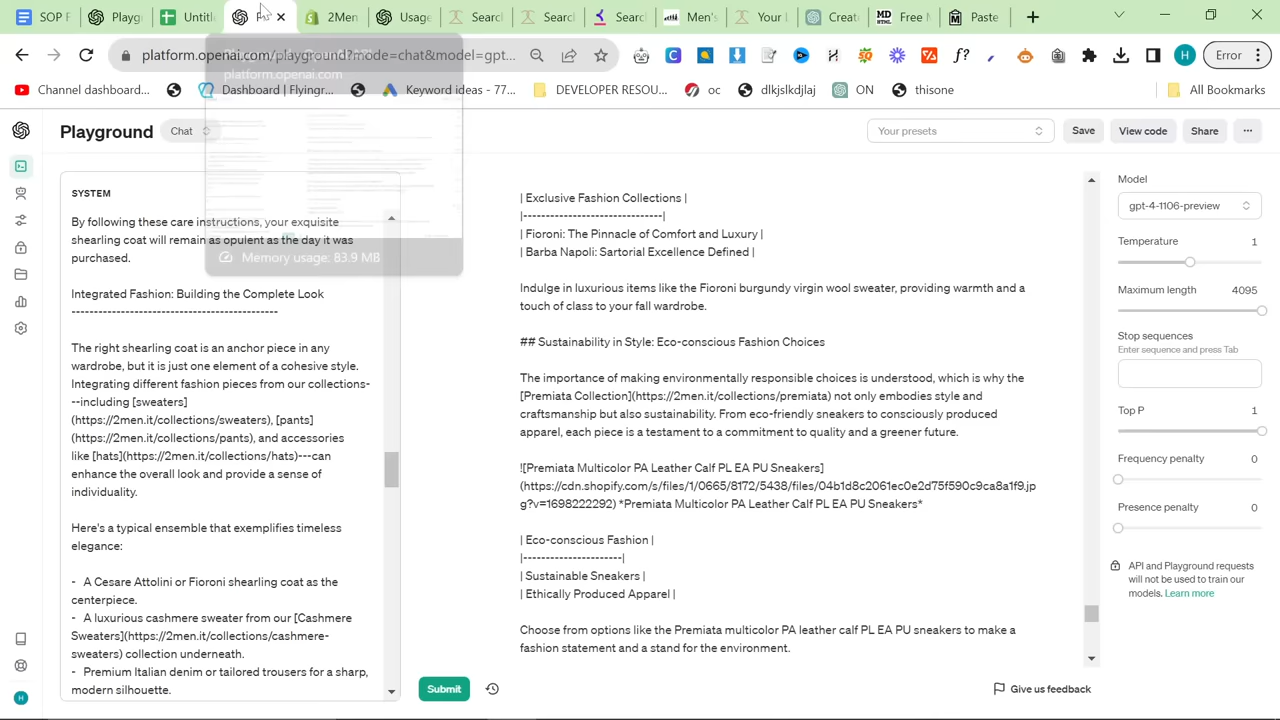 SOP
Playg
Untitl
2Men
Usage
Searc
Searc
Searc
Men's
Your
Creat
Free
Paste
platform.openai.com/playground?mode=chat&model=gpt...
Error
platform.openai.com
Memory usage: 83.9 MB
Channel dashboard...
Dashboard | Flyingr...
Keyword ideas - 77...
DEVELOPER RESOU...
oc
dlkjslkdjlaj
ON
thisone
All Bookmarks
Playground
Chat
Your presets
Save
View code
Share
SYSTEM
By following these care instructions, your exquisite
shearling coat will remain as opulent as the day it was
purchased.
Integrated Fashion: Building the Complete Look
----------------------------------------------
The right shearling coat is an anchor piece in any
wardrobe, but it is just one element of a cohesive style.
Integrating different fashion pieces from our collections-
--including [sweaters]
(https://2men.it/collections/sweaters), [pants]
(https://2men.it/collections/pants), and accessories
like [hats](https://2men.it/collections/hats)---can
enhance the overall look and provide a sense of
individuality.
Here's a typical ensemble that exemplifies timeless
elegance:
- A Cesare Attolini or Fioroni shearling coat as the
centerpiece.
- A luxurious cashmere sweater from our [Cashmere
Sweaters](https://2men.it/collections/cashmere-
sweaters) collection underneath.
- Premium Italian denim or tailored trousers for a sharp,
modern silhouette.
| Exclusive Fashion Collections |
|-------------------------------|
| Fioroni: The Pinnacle of Comfort and Luxury |
| Barba Napoli: Sartorial Excellence Defined |
Indulge in luxurious items like the Fioroni burgundy virgin wool sweater, providing warmth and a
touch of class to your fall wardrobe.
## Sustainability in Style: Eco-conscious Fashion Choices
The importance of making environmentally responsible choices is understood, which is why the
[Premiata Collection](https://2men.it/collections/premiata) not only embodies style and
craftsmanship but also sustainability. From eco-friendly sneakers to consciously produced
apparel, each piece is a testament to a commitment to quality and a greener future.
![Premiata Multicolor PA Leather Calf PL EA PU Sneakers]
(https://cdn.shopify.com/s/files/1/0665/8172/5438/files/04b1d8c2061ec0e2d75f590c9ca8a1f9.jp
g?v=1698222292) *Premiata Multicolor PA Leather Calf PL EA PU Sneakers*
| Eco-conscious Fashion |
|----------------------|
| Sustainable Sneakers |
| Ethically Produced Apparel |
Choose from options like the Premiata multicolor PA leather calf PL EA PU sneakers to make a
fashion statement and a stand for the environment.
Submit
Give us feedback
Model
gpt-4-1106-preview
Temperature 1
Maximum length 4095
Stop sequences
Enter sequence and press Tab
Top P 1
Frequency penalty 0
Presence penalty 0
API and Playground requests
will not be used to train our
models. Learn more